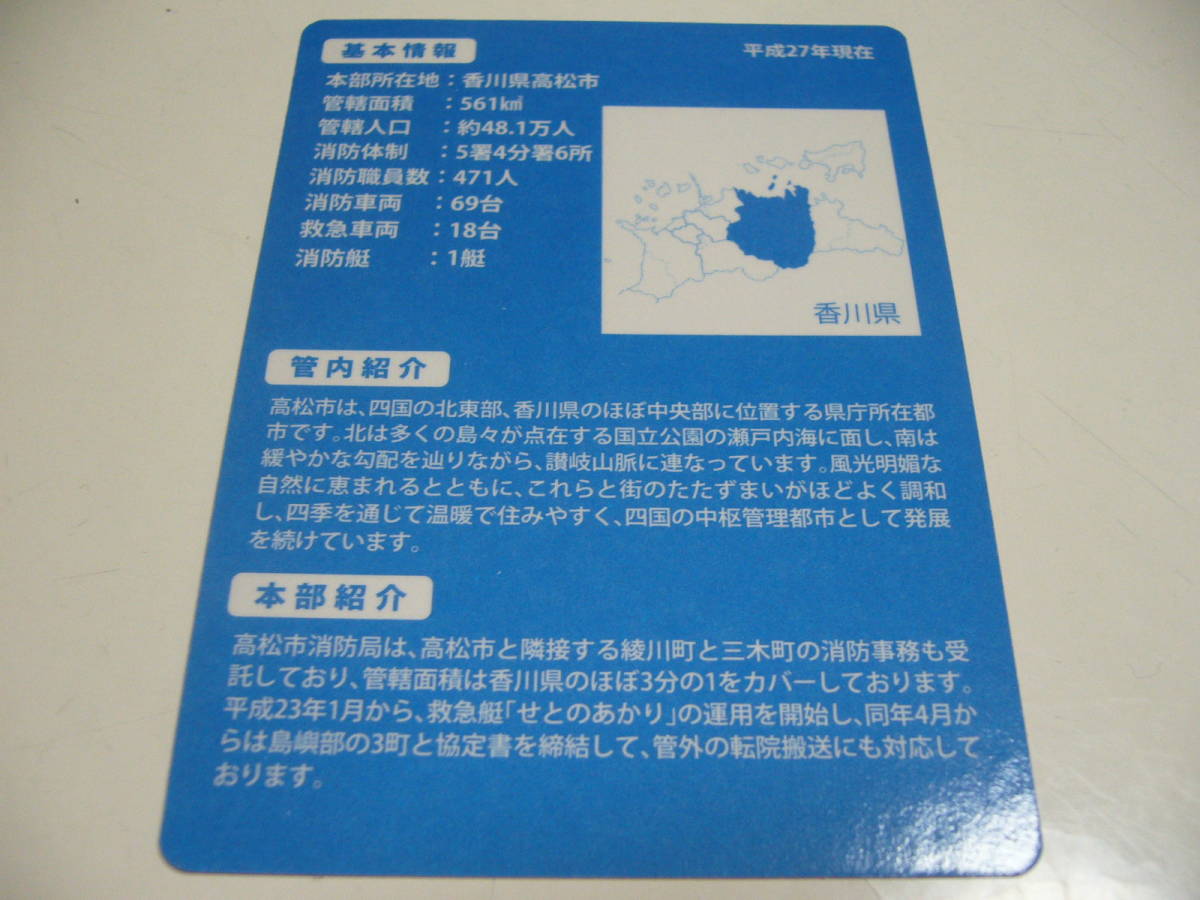 基本情報
平成27年現在
本部所在地：香川県高松市
管轄面積　：561㎢
管轄人口　：約48.1万人
消防体制　：5署4分署6所
消防職員数：471人
消防車両　：69台
救急車両　：18台
消防艇　　：1艇
香川県
管内紹介
高松市は、四国の北東部、香川県のほぼ中央部に位置する県庁所在都
市です。北は多くの島々が点在する国立公園の瀬戸内海に面し、南は
緩やかな勾配を辿りながら、讃岐山脈に連なっています。風光明媚な
自然に恵まれるとともに、これらと街のたたずまいがほどよく調和
し、四季を通じて温暖で住みやすく、四国の中枢管理都市として発展
を続けています。
本部紹介
高松市消防局は、高松市と隣接する綾川町と三木町の消防事務も受
託しており、管轄面積は香川県のほぼ3分の1をカバーしております。
平成23年1月から、救急艇「せとのあかり」の運用を開始し、同年4月か
らは島嶼部の3町と協定書を締結して、管外の転院搬送にも対応して
おります。